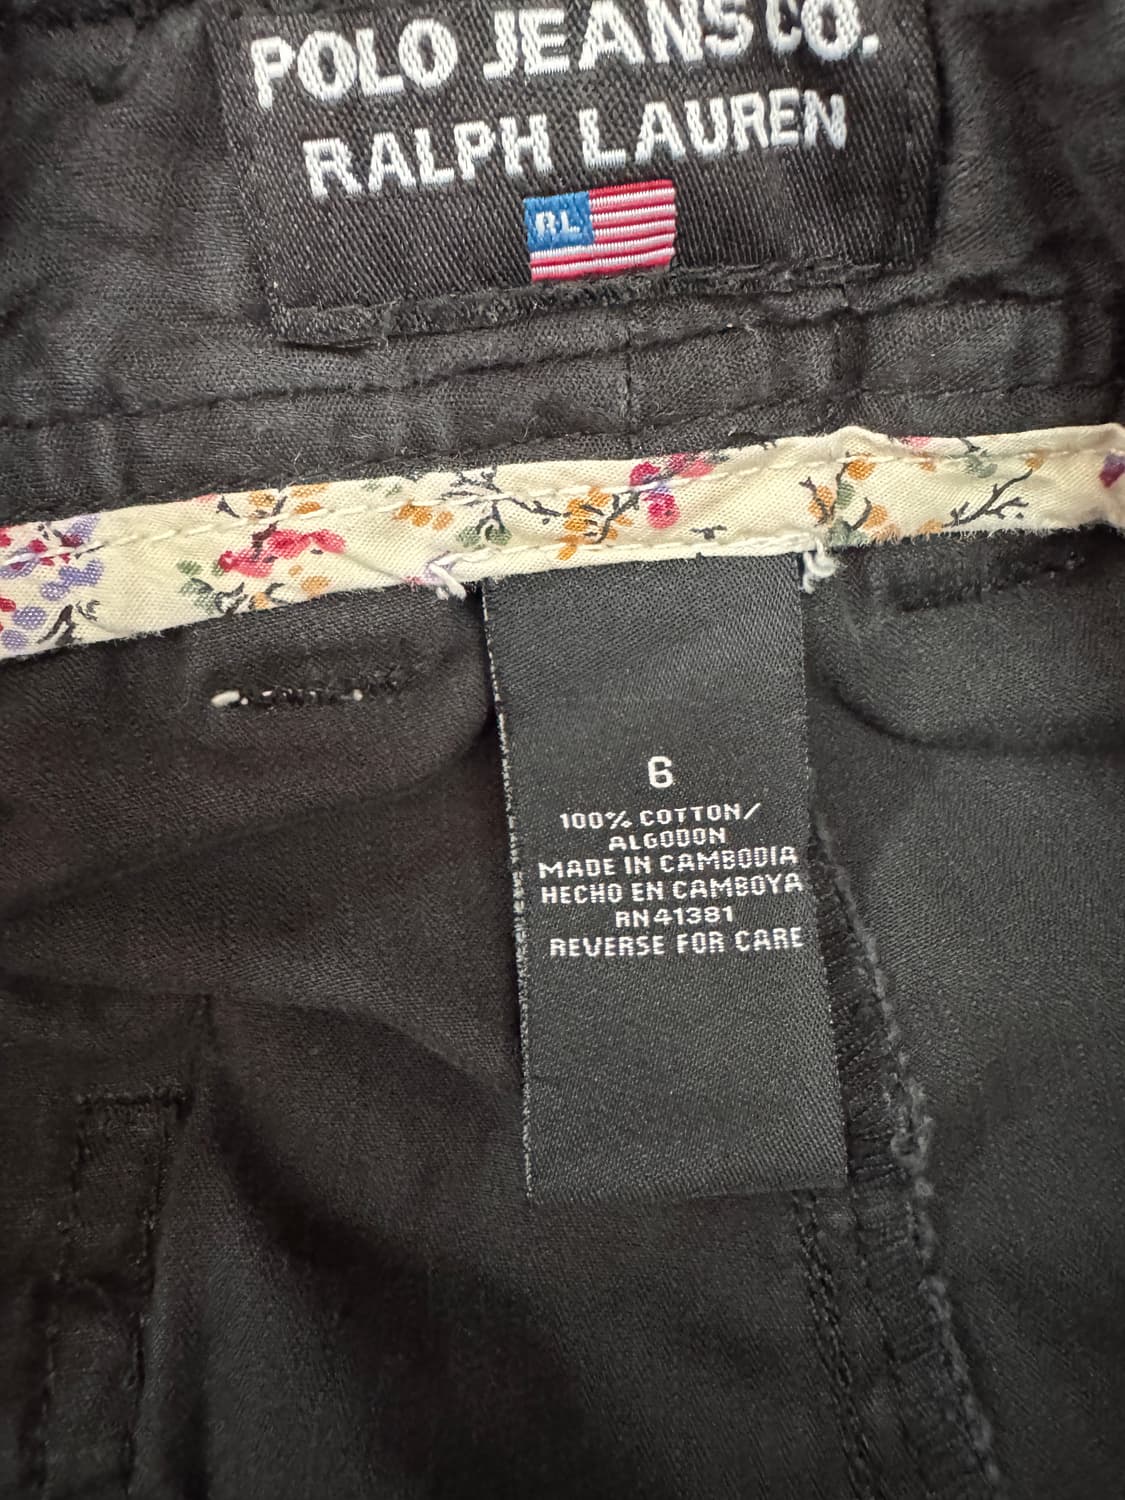 POLO JEANS CO.
RALPH LAUREN
RL
6
100% COTTON/
ALGODON
MADE IN CAMBODIA
HECHO EN CAMBOYA
RN41381
REVERSE FOR CARE